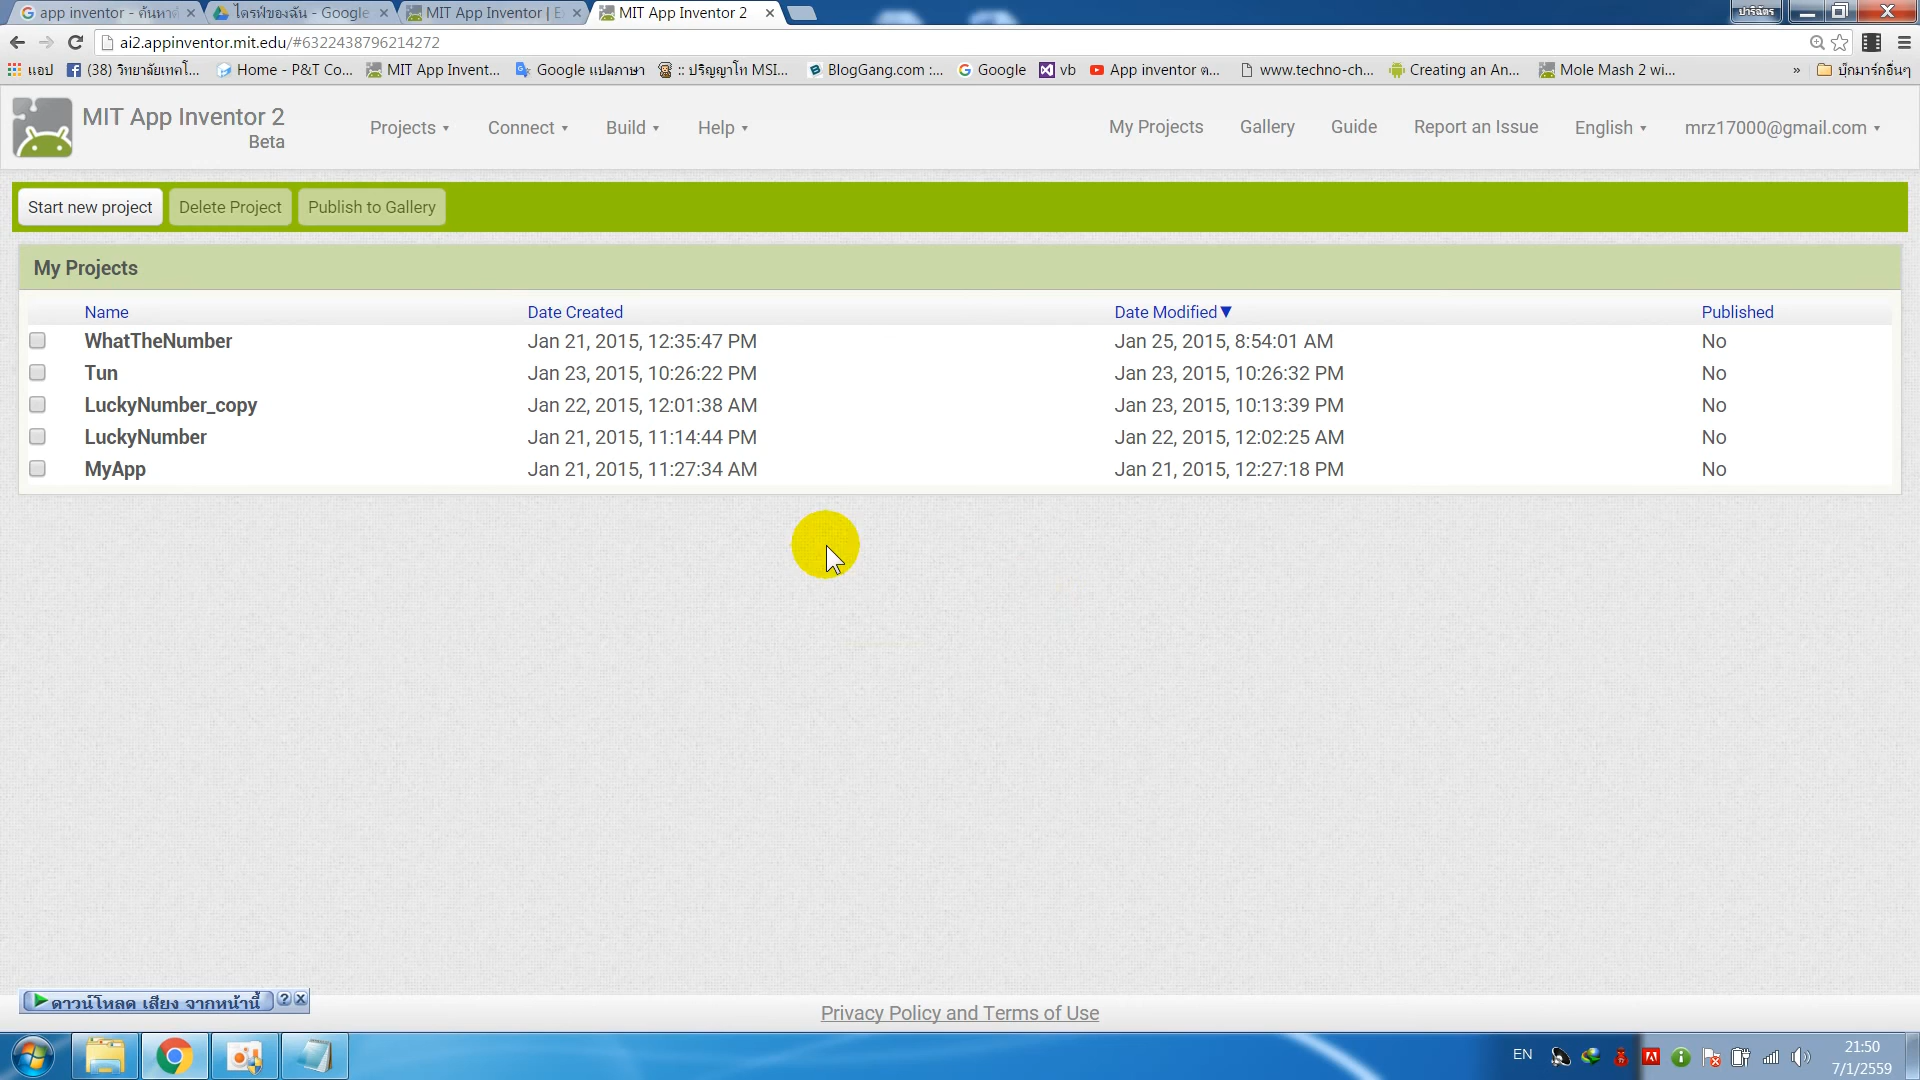 app inventor - ค้นหาด้
ไดรฟ์ของฉัน - Google
MIT App Inventor | Ex
MIT App Inventor 2
ปาริฉัตร
ai2.appinventor.mit.edu/#6322438796214272
แอป
(38) วิทยาลัยเทคโ...
Home - P&T Co...
MIT App Invent...
Google แปลภาษา
:: ปริญญาโท MSI...
BlogGang.com :...
Google
vb
App inventor ต...
www.techno-ch...
Creating an An...
Mole Mash 2 wi...
»
บุ๊กมาร์กอื่นๆ
MIT App Inventor 2
Beta
Projects
Connect
Build
Help
My Projects
Gallery
Guide
Report an Issue
English
mrz17000@gmail.com
Start new project
Delete Project
Publish to Gallery
My Projects
Name Date Created Date Modified▼ Published
WhatTheNumber Jan 21, 2015, 12:35:47 PM Jan 25, 2015, 8:54:01 AM No
Tun Jan 23, 2015, 10:26:22 PM Jan 23, 2015, 10:26:32 PM No
LuckyNumber_copy Jan 22, 2015, 12:01:38 AM Jan 23, 2015, 10:13:39 PM No
LuckyNumber Jan 21, 2015, 11:14:44 PM Jan 22, 2015, 12:02:25 AM No
MyApp Jan 21, 2015, 11:27:34 AM Jan 21, 2015, 12:27:18 PM No
ดาวน์โหลด เสียง จากหน้านี้
Privacy Policy and Terms of Use
EN
21:50
7/1/2559